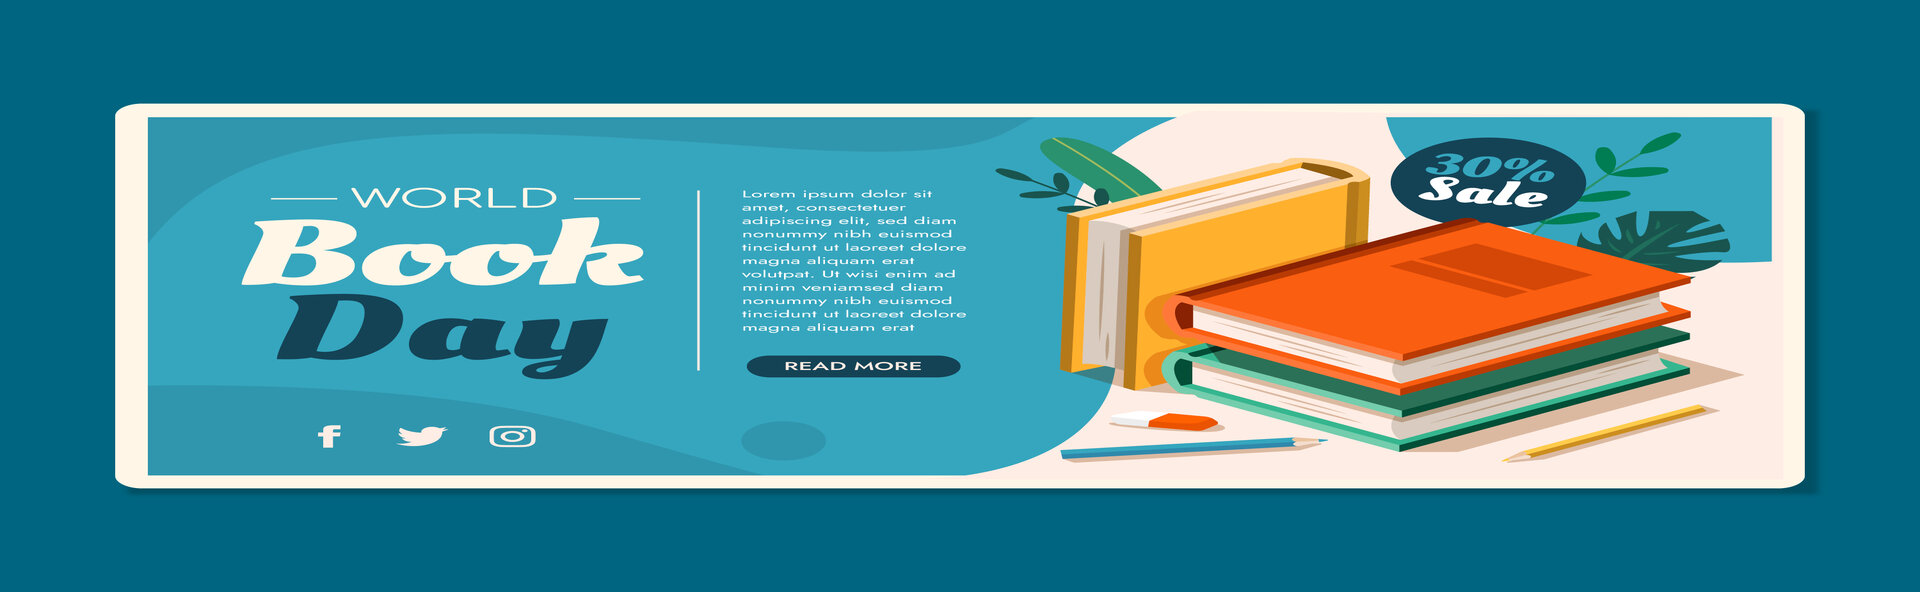 WORLD
Book
Day
Lorem ipsum dolor sit
amet, consectetuer
adipiscing elit, sed diam
nonummy nibh euismod
tincidunt ut laoreet dolore
magna aliquam erat
volutpat. Ut wisi enim ad
minim veniamsed diam
nonummy nibh euismod
tincidunt ut laoreet dolore
magna aliquam erat
READ MORE
30%
Sale